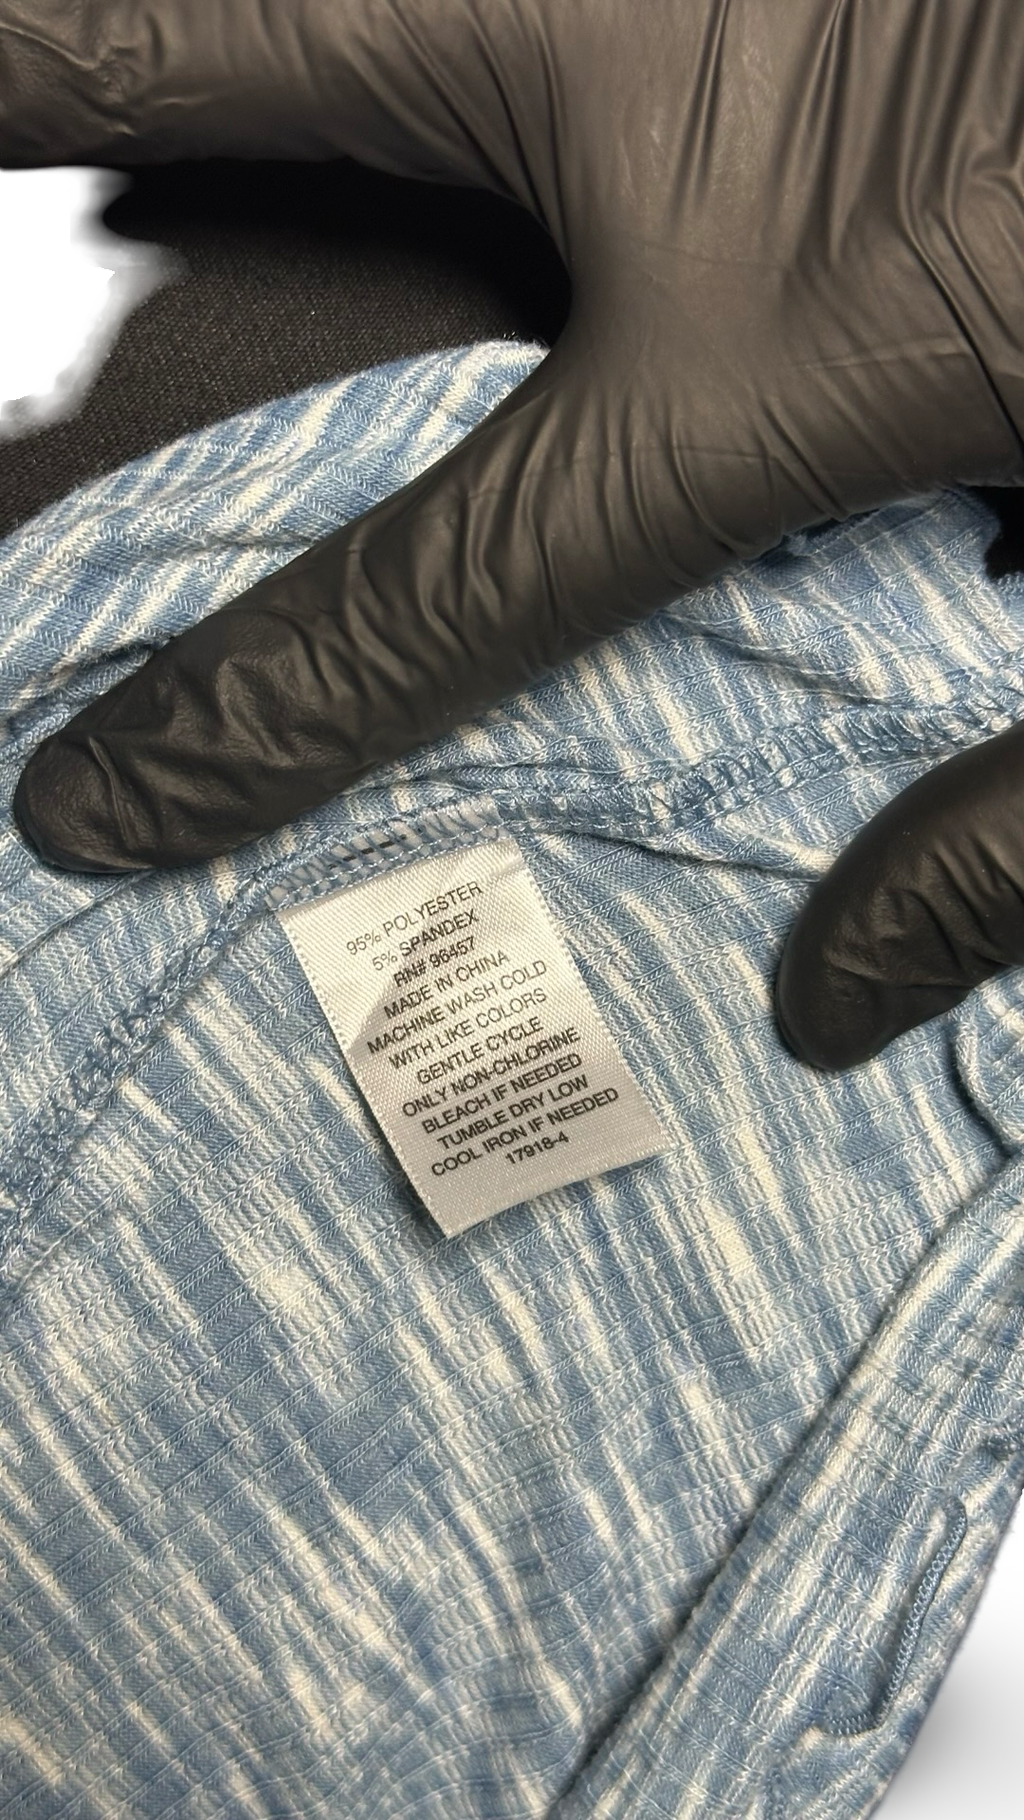 95% POLYESTER
5% SPANDEX
RN# 96457
MADE IN CHINA
MACHINE WASH COLD
WITH LIKE COLORS
GENTLE CYCLE
ONLY NON-CHLORINE
BLEACH IF NEEDED
TUMBLE DRY LOW
COOL IRON IF NEEDED
17918-4